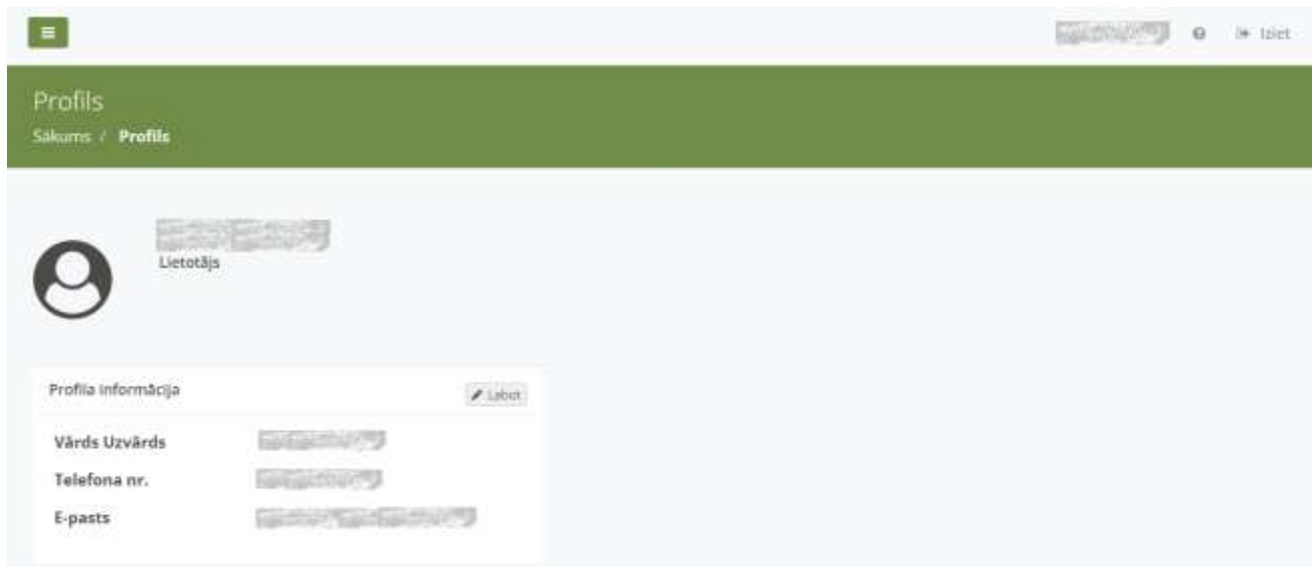 Iziet
Profils
Sākums / Profils
Lietotājs
Profila informācija
Labot
Vārds Uzvārds
Telefona nr.
E-pasts